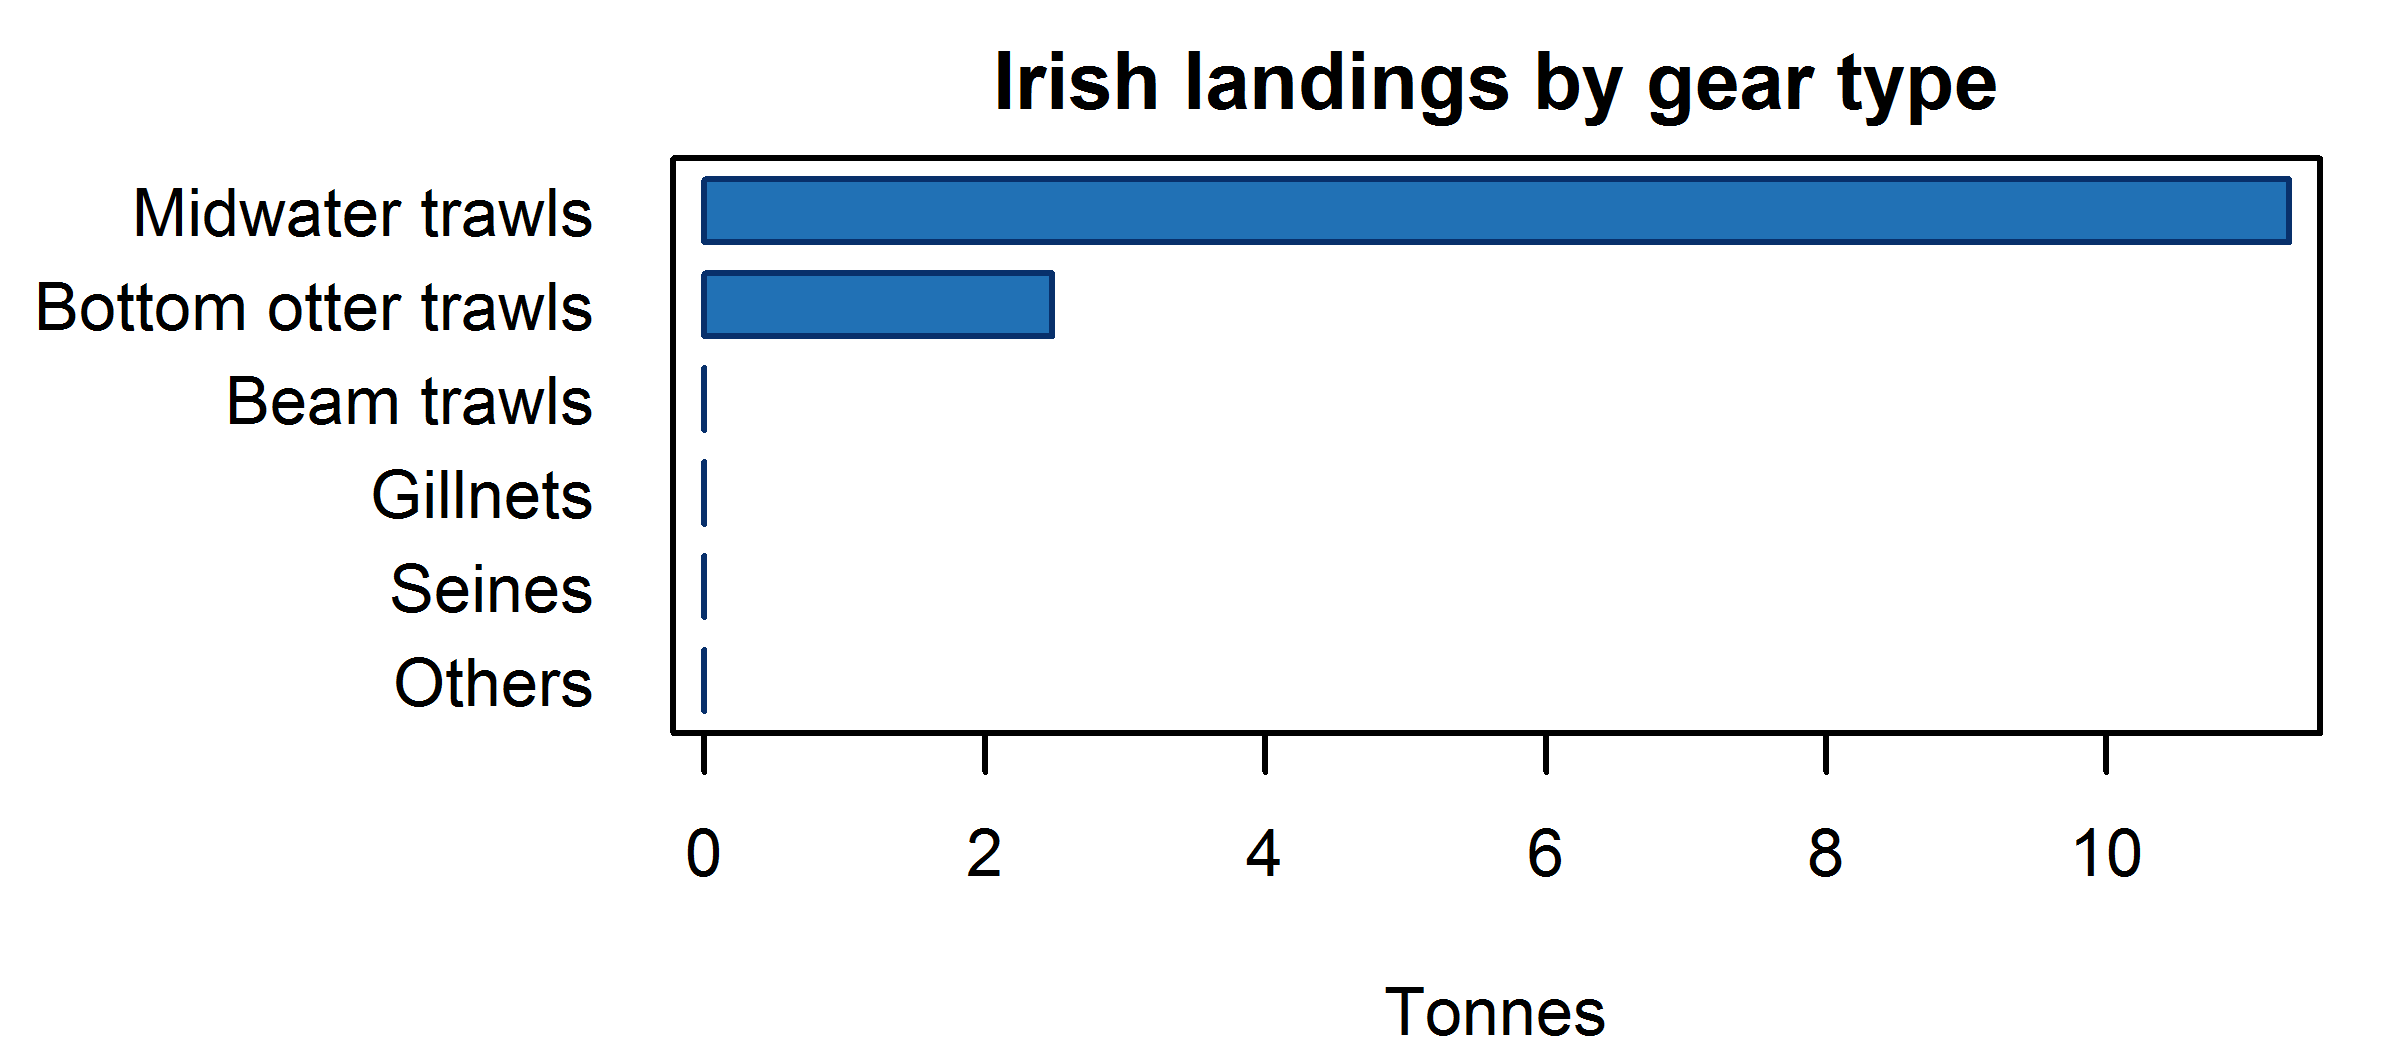 Irish landings by gear type
Midwater trawls
Bottom otter trawls
Beam trawls
Gillnets
Seines
Others
0 2 4 6 8 10
Tonnes